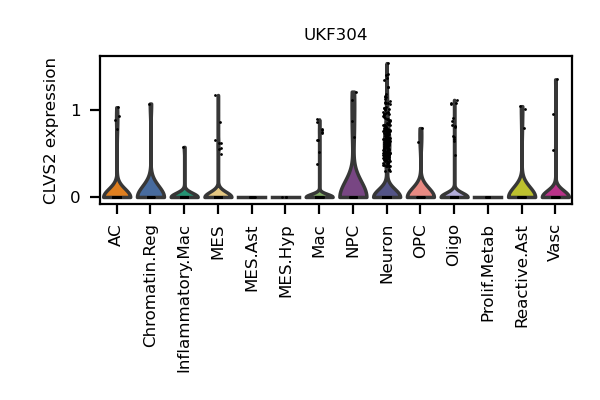 UKF304
CLVS2 expression
1
0
AC
Chromatin.Reg
Inflammatory.Mac
MES
MES.Ast
MES.Hyp
Mac
NPC
Neuron
OPC
Oligo
Prolif.Metab
Reactive.Ast
Vasc